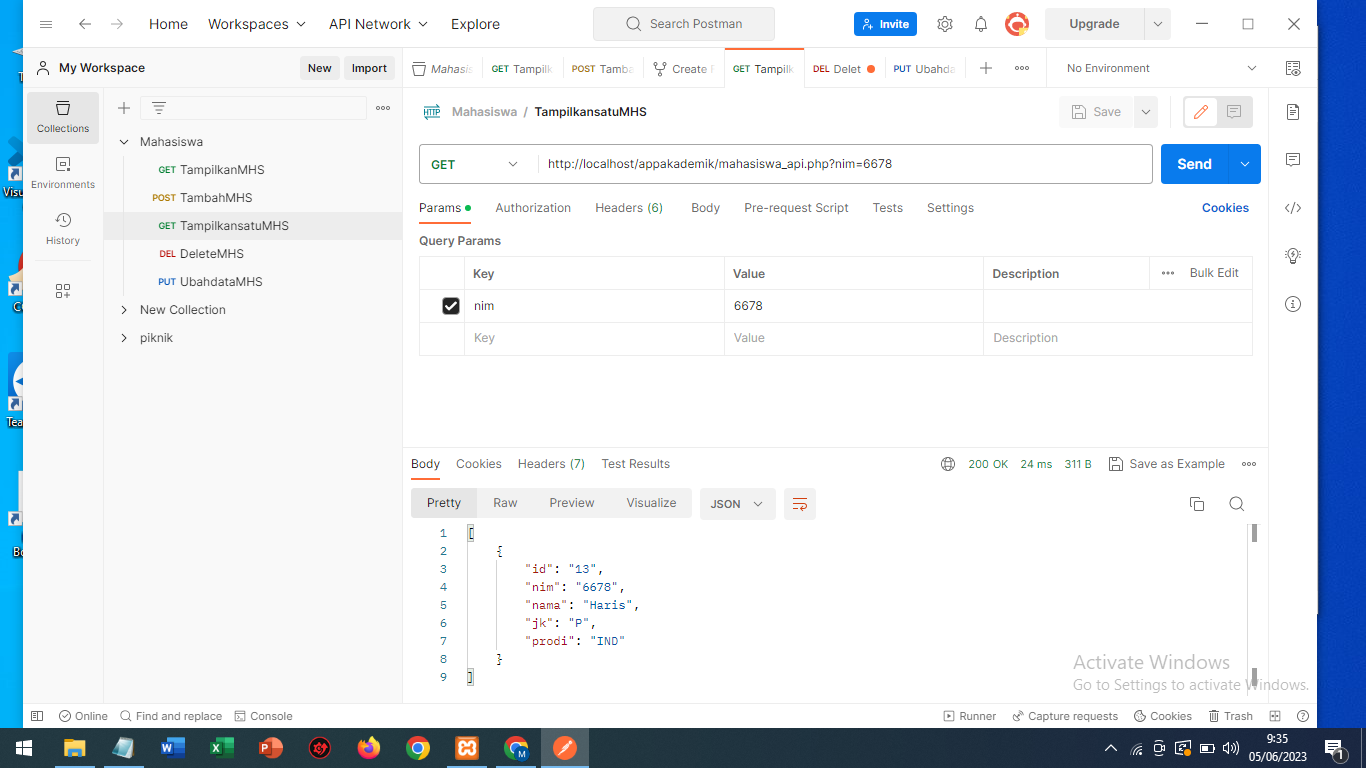 Home Workspaces API Network Explore Search Postman Invite Upgrade
My Workspace New Import Mahasis GET Tampilk POST Tamba Create GET Tampilk DEL Delet PUT Ubahda No Environment
Collections
Environments
History
Mahasiswa
GET TampilkanMHS
POST TambahMHS
GET TampilkansatuMHS
DEL DeleteMHS
PUT UbahdataMHS
New Collection
piknik
HTTP Mahasiswa / TampilkansatuMHS Save
GET http://localhost/appakademik/mahasiswa_api.php?nim=6678 Send
Params Authorization Headers (6) Body Pre-request Script Tests Settings Cookies
Query Params
Key Value Description Bulk Edit
nim 6678
Key Value Description
Body Cookies Headers (7) Test Results 200 OK 24 ms 311 B Save as Example
Pretty Raw Preview Visualize JSON
1 [
2 {
3 "id": "13",
4 "nim": "6678",
5 "nama": "Haris",
6 "jk": "P",
7 "prodi": "IND"
8 }
9 ]
Activate Windows
Go to Settings to activate Windows.
Online Find and replace Console Runner Capture requests Cookies Trash
9:35
05/06/2023
1